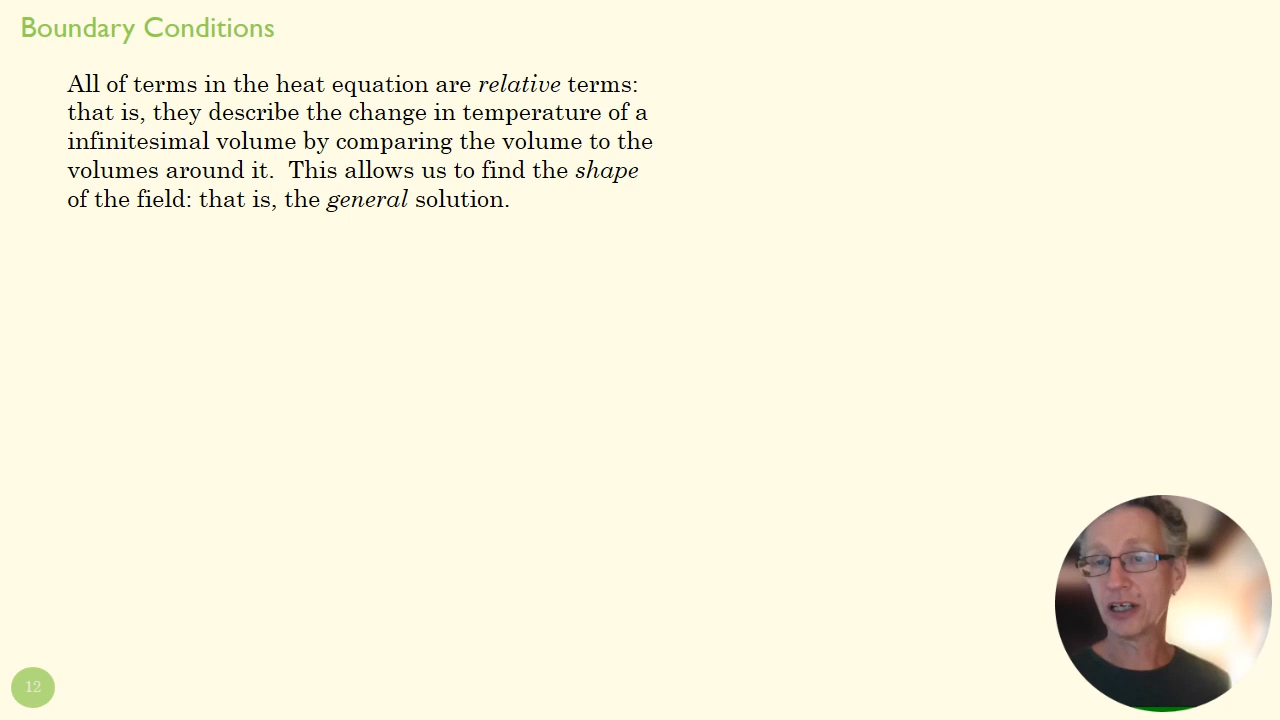 Boundary Conditions
All of terms in the heat equation are relative terms:
that is, they describe the change in temperature of a
infinitesimal volume by comparing the volume to the
volumes around it.  This allows us to find the shape
of the field: that is, the general solution.
12